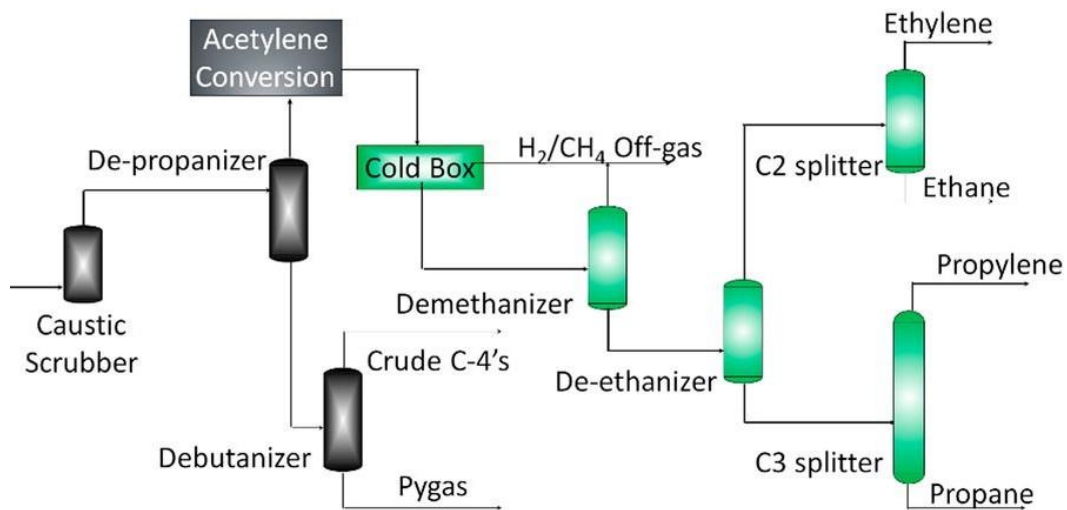 Acetylene
Conversion
Ethylene
De-propanizer
H₂/CH₄ Off-gas
Cold Box
C2 splitter
Ethane
Propylene
Demethanizer
Caustic
Scrubber
Crude C-4's
De-ethanizer
Debutanizer
C3 splitter
Pygas
Propane